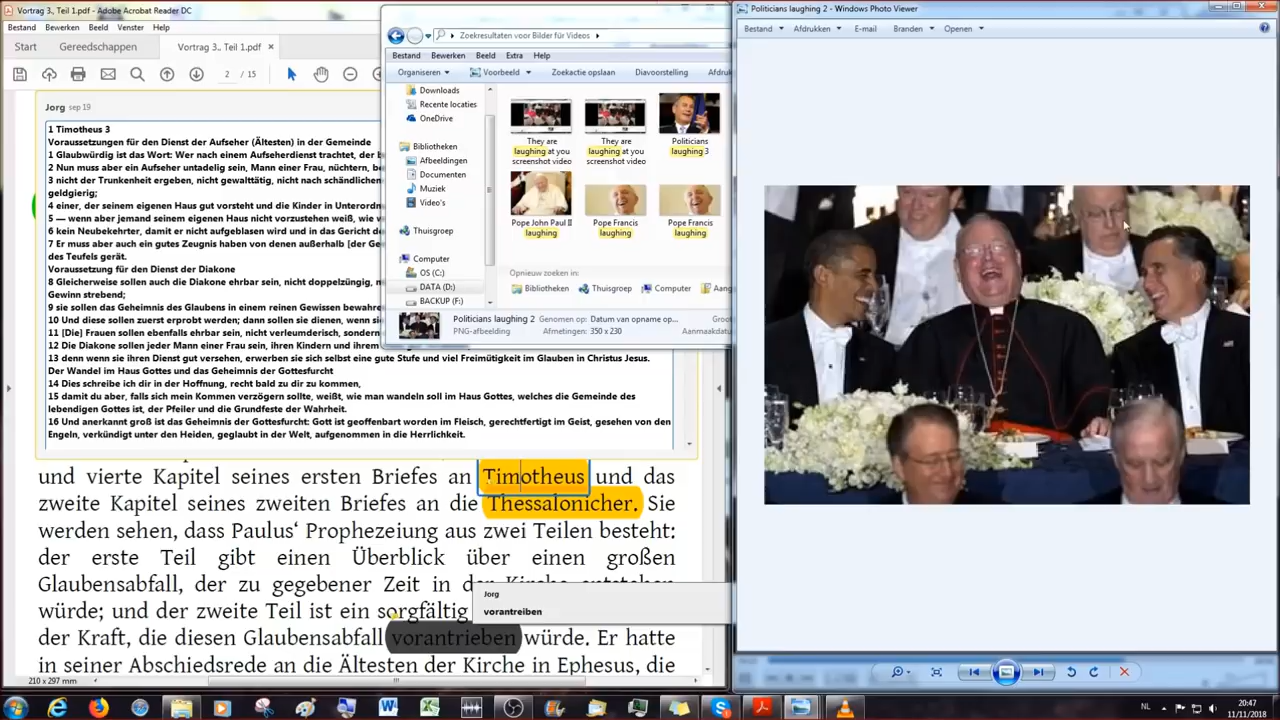 Vortrag 3., Teil 1.pdf - Adobe Acrobat Reader DC
Bestand Bewerken Beeld Venster Help
Start Gereedschappen Vortrag 3., Teil 1.pdf
2 / 15
Jorg sep 19
1 Timotheus 3
Voraussetzungen für den Dienst der Aufseher (Ältesten) in der Gemeinde
1 Glaubwürdig ist das Wort: Wer nach einem Aufseherdienst trachtet, der
2 Nun muss aber ein Aufseher untadelig sein, Mann einer Frau, nüchtern,
3 nicht der Trunkenheit ergeben, nicht gewalttätig, nicht nach schändlichen
geldgierig;
4 einer, der seinem eigenen Haus gut vorsteht und die Kinder in
5 — wenn aber jemand seinem eigenen Haus nicht vorzustehen weiß, wie
6 kein Neubekehrter, damit er nicht aufgeblasen wird und in das Gericht
7 Er muss aber auch ein gutes Zeugnis haben von denen außerhalb [der
des Teufels gerät.
Voraussetzung für den Dienst der Diakone
8 Gleicherweise sollen auch die Diakone ehrbar sein, nicht doppelzüngig,
Gewinn strebend;
9 sie sollen das Geheimnis des Glaubens in einem reinen Gewissen
10 Und diese sollen zuerst erprobt werden; dann sollen sie dienen, wenn
11 [Die] Frauen sollen ebenfalls ehrbar sein, nicht verleumderisch,
12 Die Diakone sollen jeder Mann einer Frau sein, ihren Kindern und
13 denn wenn sie ihren Dienst gut versehen, erwerben sie sich selbst eine gute Stufe und viel Freimütigkeit im Glauben in Christus Jesus.
Der Wandel im Haus Gottes und das Geheimnis der Gottesfurcht
14 Dies schreibe ich dir in der Hoffnung, recht bald zu dir zu kommen,
15 damit du aber, falls sich mein Kommen verzögern sollte, weißt, wie man wandeln soll im Haus Gottes, welches die Gemeinde des
lebendigen Gottes ist, der Pfeiler und die Grundfeste der Wahrheit.
16 Und anerkannt groß ist das Geheimnis der Gottesfurcht: Gott ist geoffenbart worden im Fleisch, gerechtfertigt im Geist, gesehen von den
Engeln, verkündigt unter den Heiden, geglaubt in der Welt, aufgenommen in die Herrlichkeit.
und vierte Kapitel seines ersten Briefes an Timotheus und das
zweite Kapitel seines zweiten Briefes an die Thessalonicher. Sie
werden sehen, dass Paulus‘ Prophezeiung aus zwei Teilen besteht:
der erste Teil gibt einen Überblick über einen großen
Glaubensabfall, der zu gegebener Zeit in der Kirche entstehen
würde; und der zweite Teil ist ein sorgfältig
der Kraft, die diesen Glaubensabfall vorantrieben würde. Er hatte
in seiner Abschiedsrede an die Ältesten der Kirche in Ephesus, die
Jorg
vorantreiben
210 x 297 mm
Zoekresultaten voor Bilder für Videos
Bestand Bewerken Beeld Extra Help
Organiseren Voorbeeld Zoekactie opslaan Diavoorstelling
Downloads
Recente locaties
OneDrive
Bibliotheken
Afbeeldingen
Documenten
Muziek
Video's
Thuisgroep
Computer
OS (C:)
DATA (D:)
BACKUP (F:)
They are
laughing at you
screenshot video
They are
laughing at you
screenshot video
Politicians
laughing 3
Pope John Paul II
laughing
Pope Francis
laughing
Pope Francis
laughing
Opnieuw zoeken in:
Bibliotheken Thuisgroep Computer
Politicians laughing 2 Genomen op: Datum van opname op...
PNG-afbeelding Afmetingen: 350 x 230
Politicians laughing 2 - Windows Photo Viewer
Bestand Afdrukken E-mail Branden Openen
NL
20:47
11/11/2018